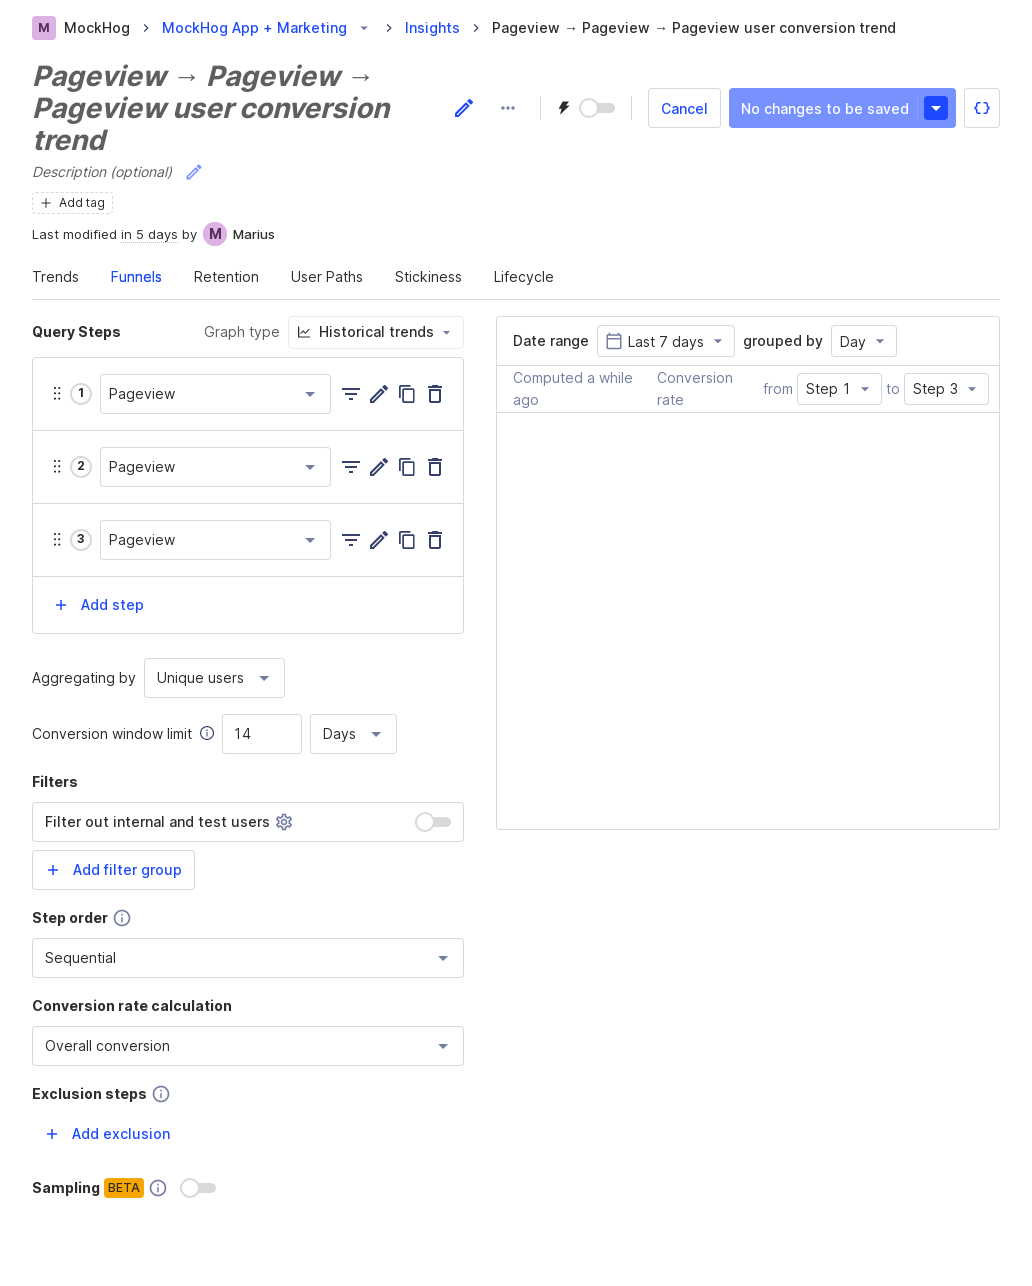 M MockHog MockHog App + Marketing Insights Pageview → Pageview → Pageview user conversion trend
Pageview → Pageview →
Pageview user conversion
trend
Cancel
No changes to be saved
Description (optional)
Add tag
Last modified in 5 days by M Marius
Trends Funnels Retention User Paths Stickiness Lifecycle
Query Steps Graph type Historical trends
1 Pageview
2 Pageview
3 Pageview
Add step
Aggregating by Unique users
Conversion window limit 14 Days
Filters
Filter out internal and test users
Add filter group
Step order
Sequential
Conversion rate calculation
Overall conversion
Exclusion steps
Add exclusion
Sampling BETA
Date range Last 7 days grouped by Day
Computed a while
ago
Conversion
rate
from Step 1 to Step 3